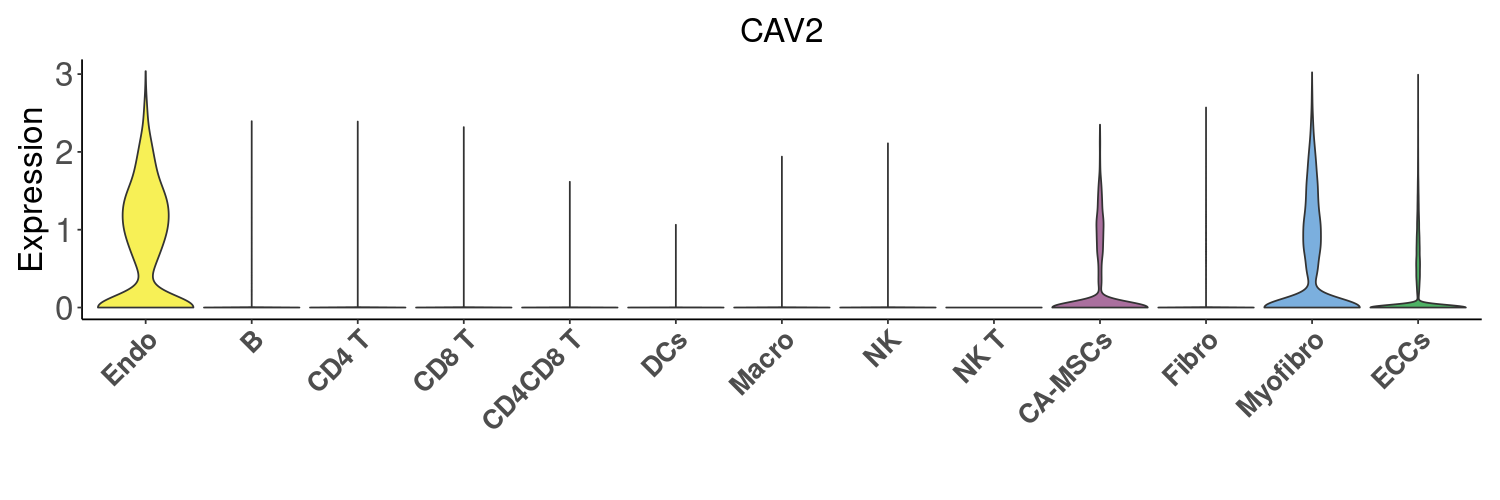 CAV2
Expression
3
2
1
0
Endo
B
CD4 T
CD8 T
CD4CD8 T
DCs
Macro
NK
NK T
CA-MSCs
Fibro
Myofibro
ECCs